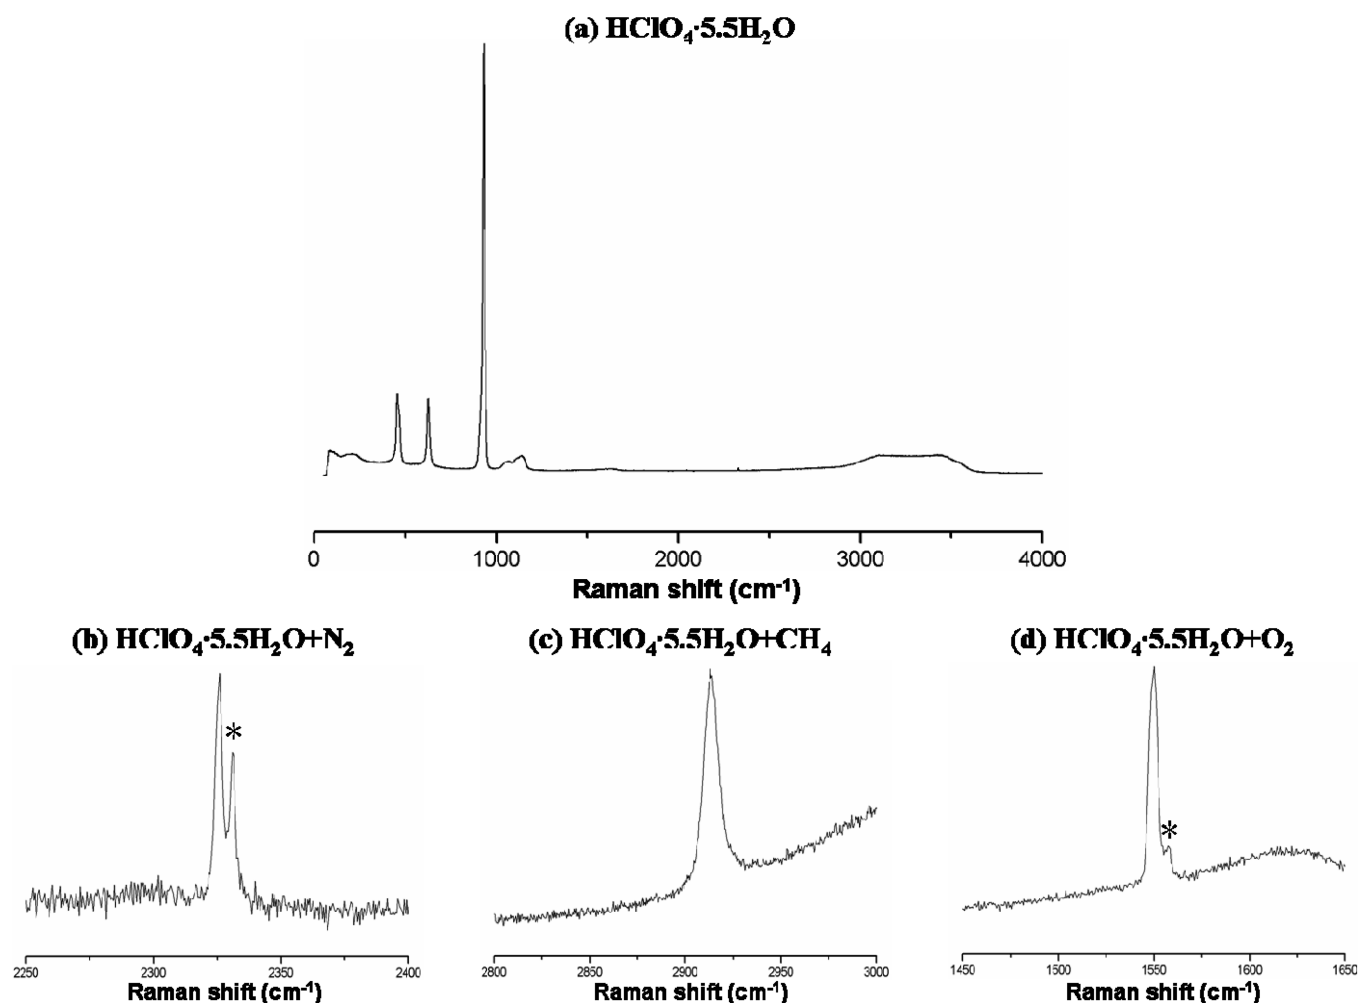 (a) HClO₄·5.5H₂O
0 1000 2000 3000 4000
Raman shift (cm⁻¹)
(b) HClO₄·5.5H₂O+N₂
*
2250 2300 2350 2400
Raman shift (cm⁻¹)
(c) HClO₄·5.5H₂O+CH₄
2800 2850 2900 2950 3000
Raman shift (cm⁻¹)
(d) HClO₄·5.5H₂O+O₂
*
1450 1500 1550 1600 1650
Raman shift (cm⁻¹)